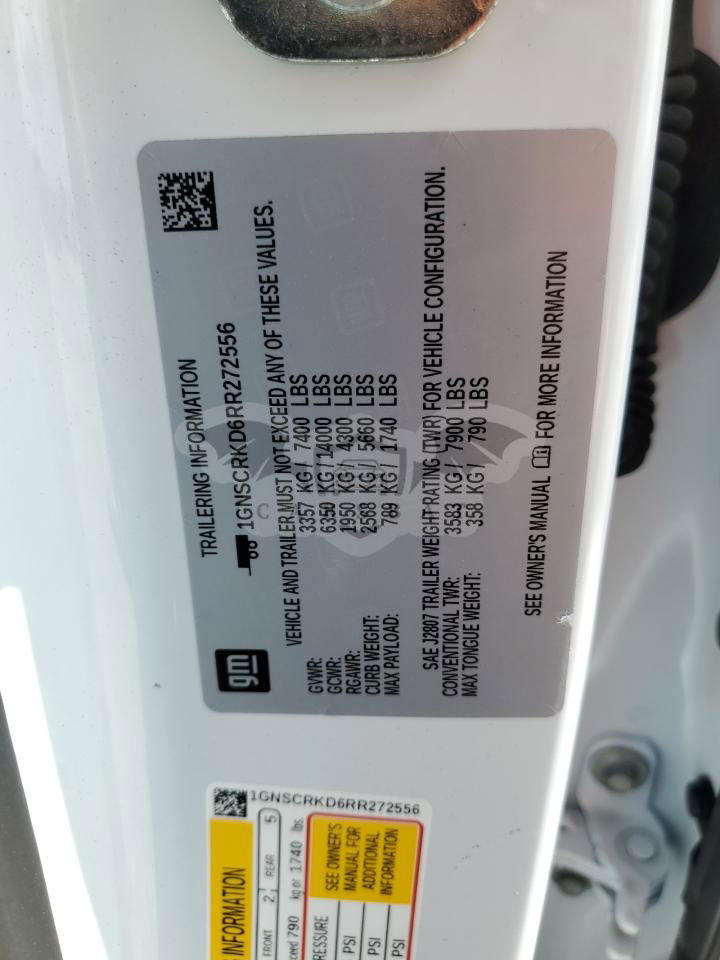 TRAILERING INFORMATION
1GNSCRKD6RR272556
gm
VEHICLE AND TRAILER MUST NOT EXCEED ANY OF THESE VALUES.
GVWR: 3357 KG / 7400 LBS
GCWR: 6350 KG / 14000 LBS
RGAWR: 1950 KG / 4300 LBS
CURB WEIGHT: 2568 KG / 5660 LBS
MAX PAYLOAD: 789 KG / 1740 LBS
SAE J2807 TRAILER WEIGHT RATING (TWR) FOR VEHICLE CONFIGURATION.
CONVENTIONAL TWR: 3583 KG / 7900 LBS
MAX TONGUE WEIGHT: 358 KG / 790 LBS
SEE OWNER'S MANUAL FOR MORE INFORMATION
1GNSCRKD6RR272556
INFORMATION
FRONT 2 REAR 5
790 kg or 1740 lbs.
SEE OWNER'S
MANUAL FOR
ADDITIONAL
INFORMATION
PSI
PSI
PSI